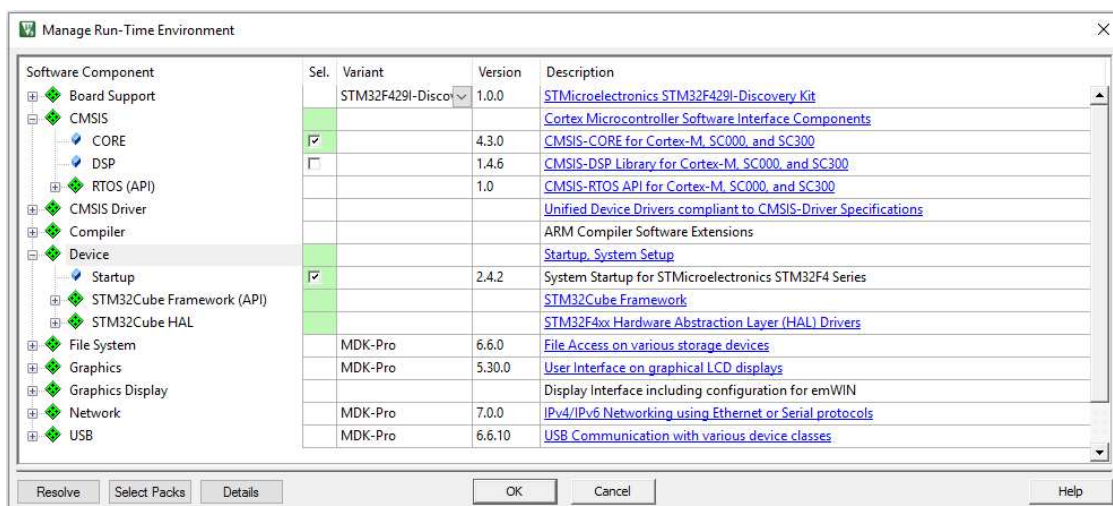 Manage Run-Time Environment
Software Component Sel. Variant Version Description
Board Support STM32F429I-Discov 1.0.0 STMicroelectronics STM32F429I-Discovery Kit
CMSIS Cortex Microcontroller Software Interface Components
CORE 4.3.0 CMSIS-CORE for Cortex-M, SC000, and SC300
DSP 1.4.6 CMSIS-DSP Library for Cortex-M, SC000, and SC300
RTOS (API) 1.0 CMSIS-RTOS API for Cortex-M, SC000, and SC300
CMSIS Driver Unified Device Drivers compliant to CMSIS-Driver Specifications
Compiler ARM Compiler Software Extensions
Device Startup, System Setup
Startup 2.4.2 System Startup for STMicroelectronics STM32F4 Series
STM32Cube Framework (API) STM32Cube Framework
STM32Cube HAL STM32F4xx Hardware Abstraction Layer (HAL) Drivers
File System MDK-Pro 6.6.0 File Access on various storage devices
Graphics MDK-Pro 5.30.0 User Interface on graphical LCD displays
Graphics Display Display Interface including configuration for emWIN
Network MDK-Pro 7.0.0 IPv4/IPv6 Networking using Ethernet or Serial protocols
USB MDK-Pro 6.6.10 USB Communication with various device classes
Resolve Select Packs Details OK Cancel Help